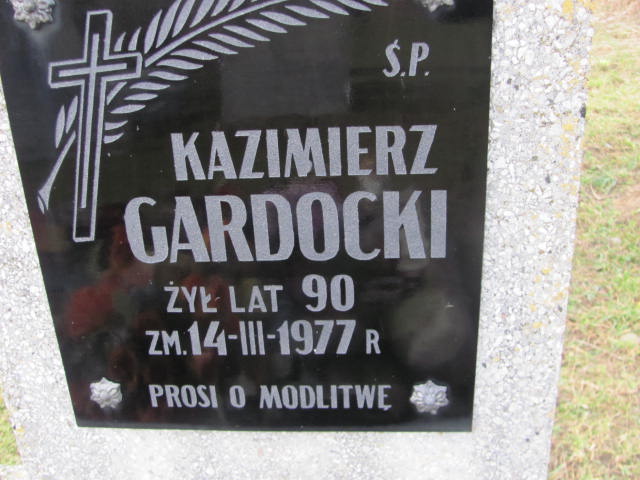 Ś.P.
KAZIMIERZ
GARDOCKI
ŻYŁ LAT 90
ZM. 14-III-1977 R
PROSI O MODLITWĘ